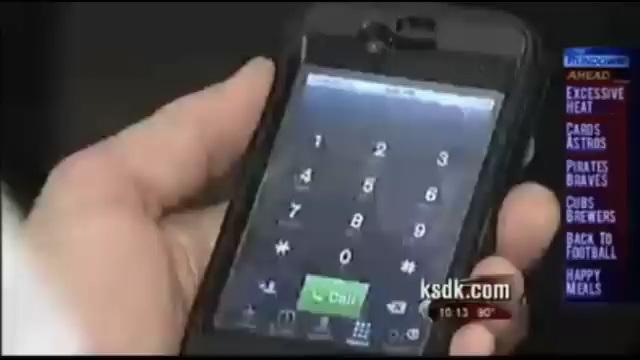 RUNDOWN
AHEAD
EXCESSIVE
HEAT
CARDS
ASTROS
PIRATES
BRAVES
CUBS
BREWERS
BACK TO
FOOTBALL
HAPPY
MEALS
1 2 3
4 5 6
7 8 9
* 0 #
Call
ksdk.com
10:13